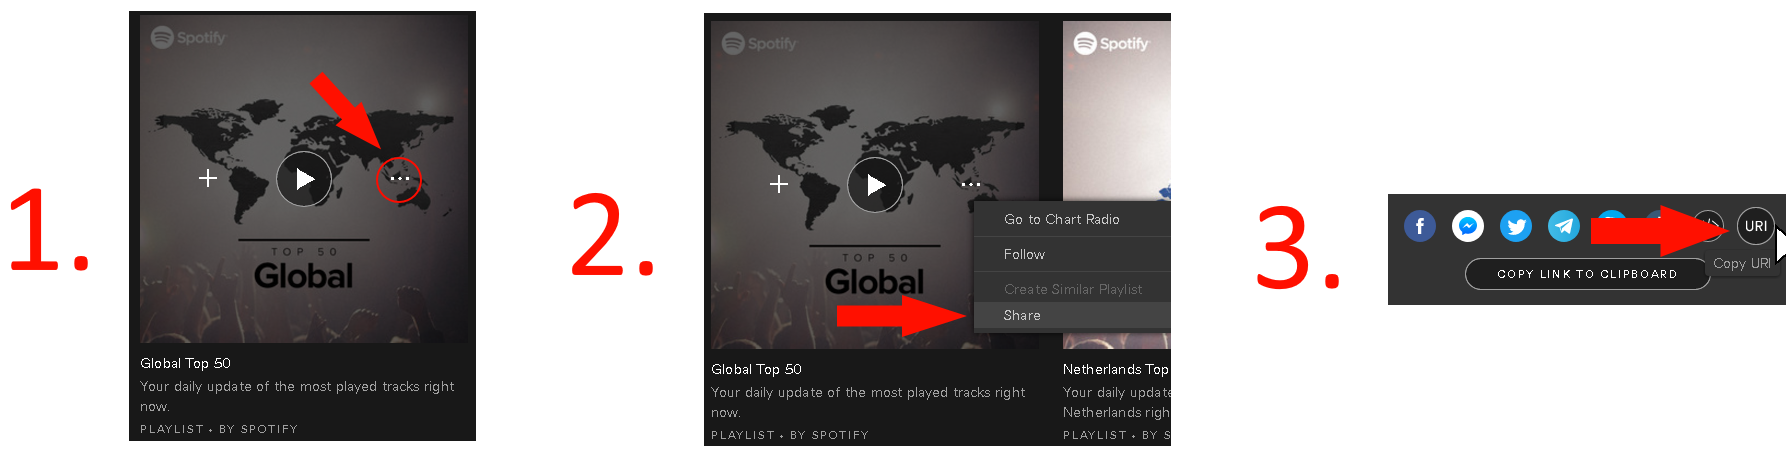 1.
Spotify
TOP 50
Global
Global Top 50
Your daily update of the most played tracks right
now.
PLAYLIST • BY SPOTIFY
2.
Spotify
TOP 50
Global
Go to Chart Radio
Follow
Create Similar Playlist
Share
Global Top 50
Your daily update of the most played tracks right
now.
PLAYLIST • BY SPOTIFY
Spotify
Netherlands Top
Your daily update
Netherlands righ
PLAYLIST • BY S
3.
URI
Copy URI
COPY LINK TO CLIPBOARD